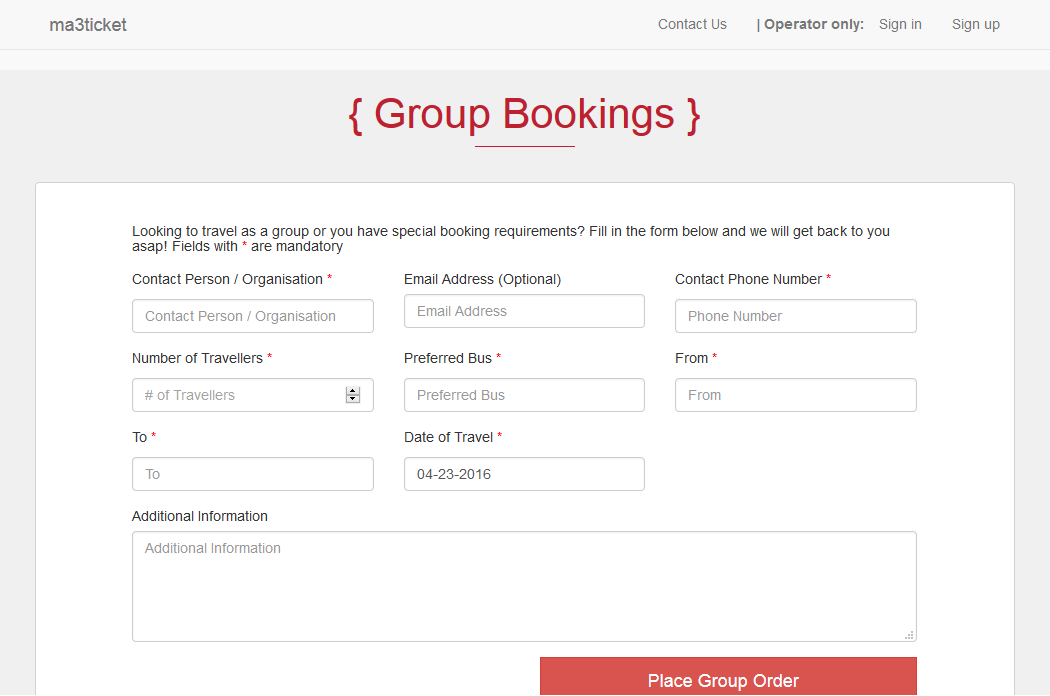 ma3ticket
Contact Us | Operator only: Sign in Sign up
{ Group Bookings }
Looking to travel as a group or you have special booking requirements? Fill in the form below and we will get back to you
asap! Fields with * are mandatory
Contact Person / Organisation * Email Address (Optional) Contact Phone Number *
Contact Person / Organisation Email Address Phone Number
Number of Travellers * Preferred Bus * From *
# of Travellers Preferred Bus From
To * Date of Travel *
To 04-23-2016
Additional Information
Additional Information
Place Group Order